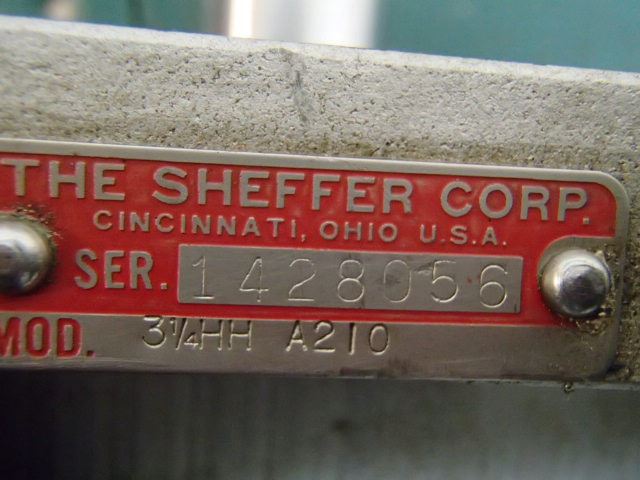 THE SHEFFER CORP.
CINCINNATI, OHIO U.S.A.
SER. 1428056
MOD. 3¼HH A210